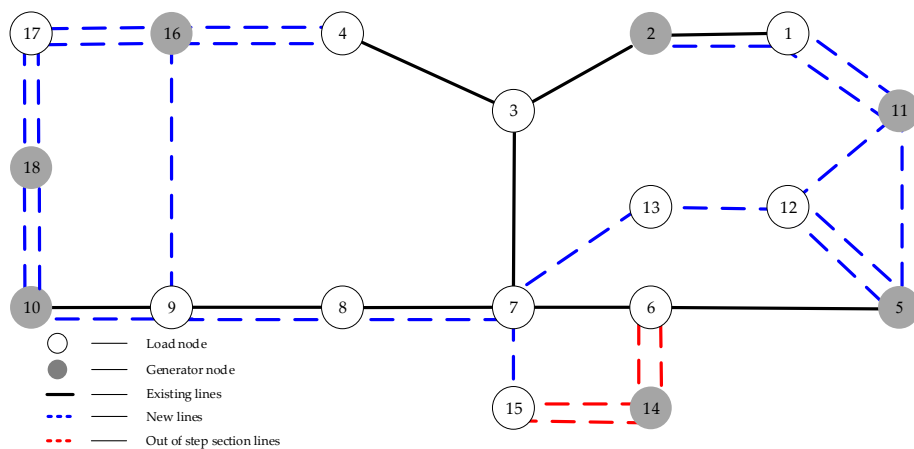 17 16 4 2 1
3 11
18 13 12
10 9 8 7 6 5
Load node
Generator node
Existing lines
15 14
New lines
Out of step section lines